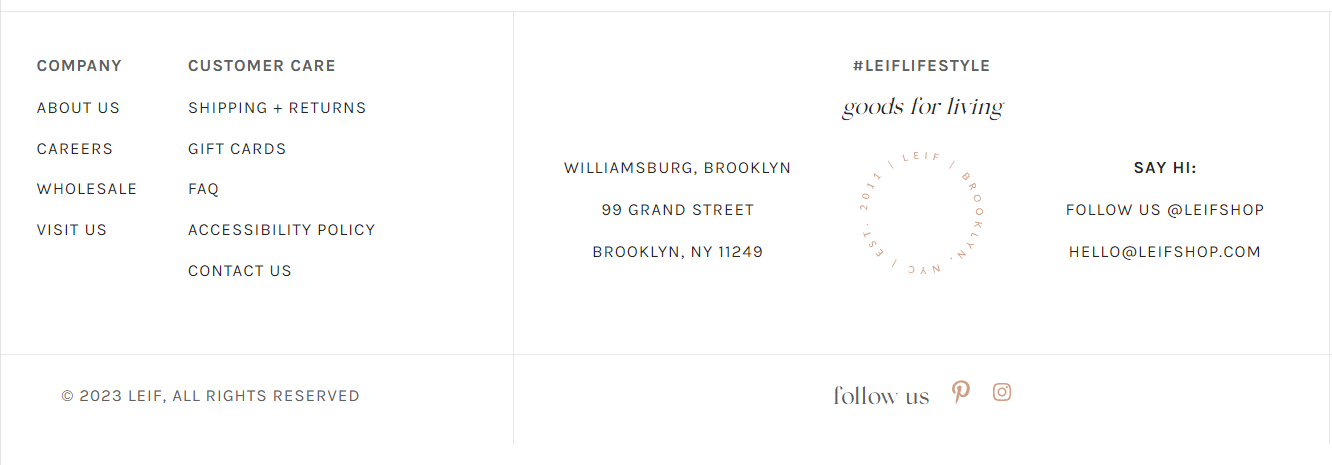 COMPANY
ABOUT US
CAREERS
WHOLESALE
VISIT US
CUSTOMER CARE
SHIPPING + RETURNS
GIFT CARDS
FAQ
ACCESSIBILITY POLICY
CONTACT US
#LEIFLIFESTYLE
goods for living
WILLIAMSBURG, BROOKLYN
99 GRAND STREET
BROOKLYN, NY 11249
| LEIF | BROOKLYN, NYC | EST. 2011
SAY HI:
FOLLOW US @LEIFSHOP
HELLO@LEIFSHOP.COM
© 2023 LEIF, ALL RIGHTS RESERVED
follow us